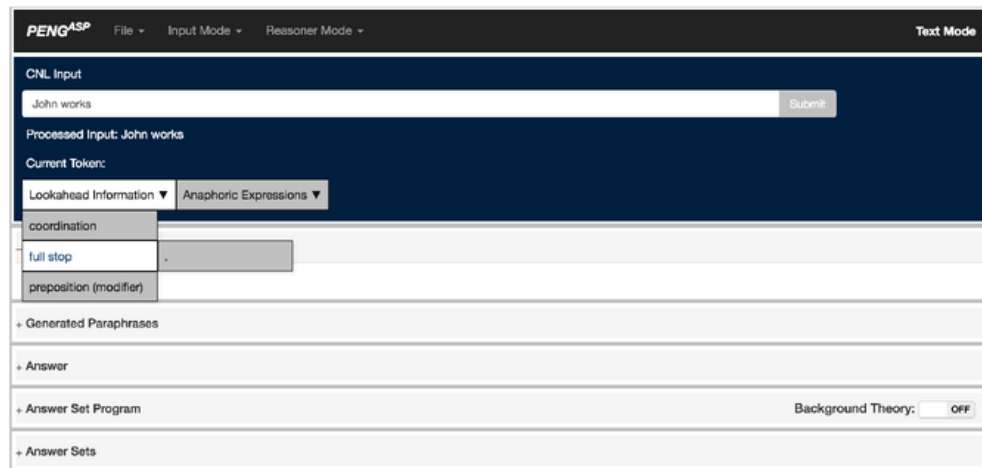 PENG^ASP File ▾ Input Mode ▾ Reasoner Mode ▾ Text Mode
CNL Input
John works Submit
Processed Input: John works
Current Token:
Lookahead Information ▼ Anaphoric Expressions ▼
coordination
full stop .
preposition (modifier)
+ Generated Paraphrases
+ Answer
+ Answer Set Program Background Theory: OFF
+ Answer Sets